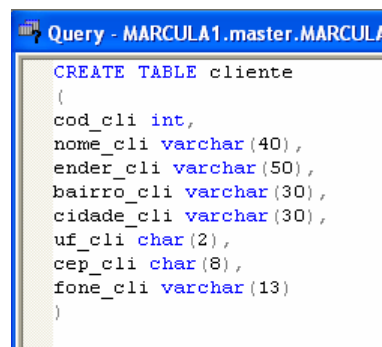 Query - MARCULA1.master.MARCULA
CREATE TABLE cliente
(
cod_cli int,
nome_cli varchar(40),
ender_cli varchar(50),
bairro_cli varchar(30),
cidade_cli varchar(30),
uf_cli char(2),
cep_cli char(8),
fone_cli varchar(13)
)